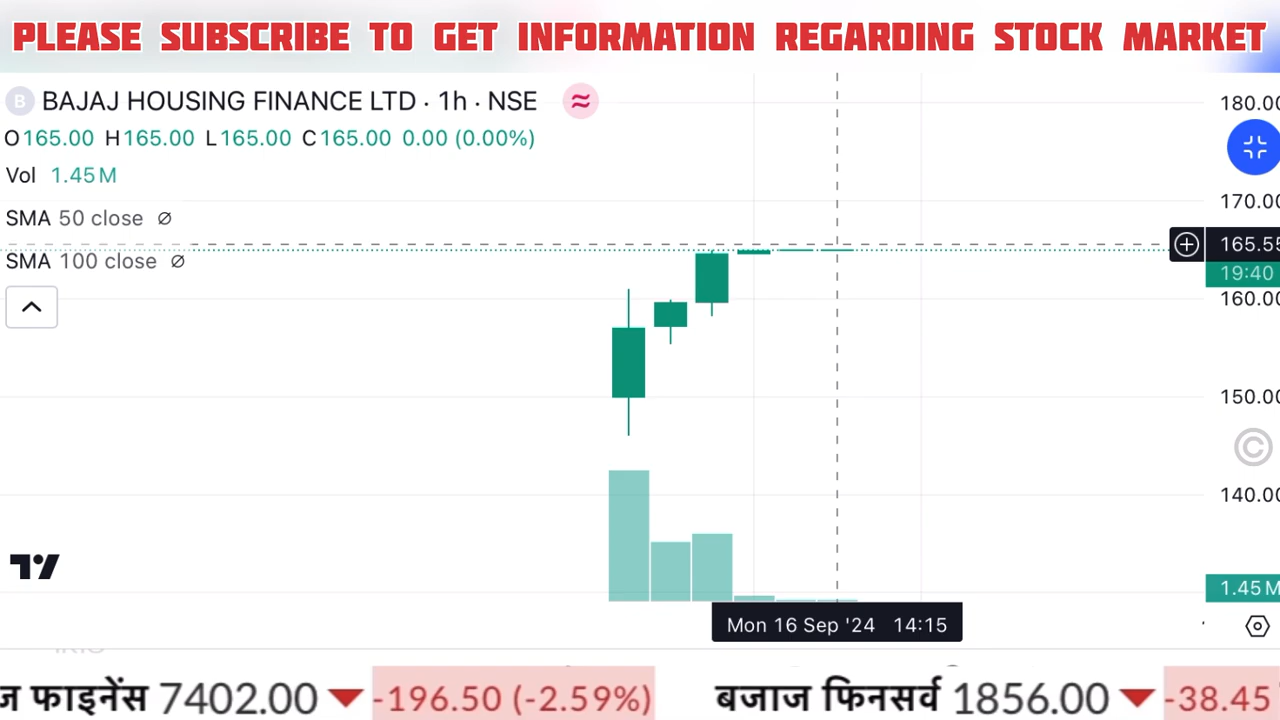 PLEASE SUBSCRIBE TO GET INFORMATION REGARDING STOCK MARKET
B BAJAJ HOUSING FINANCE LTD · 1h · NSE
O165.00 H165.00 L165.00 C165.00 0.00 (0.00%)
Vol 1.45 M
SMA 50 close ∅
SMA 100 close ∅
180.00
170.00
165.55
19:40
160.00
150.00
140.00
1.45 M
Mon 16 Sep '24 14:15
ज फाइनेंस 7402.00 -196.50 (-2.59%) बजाज फिनसर्व 1856.00 -38.45